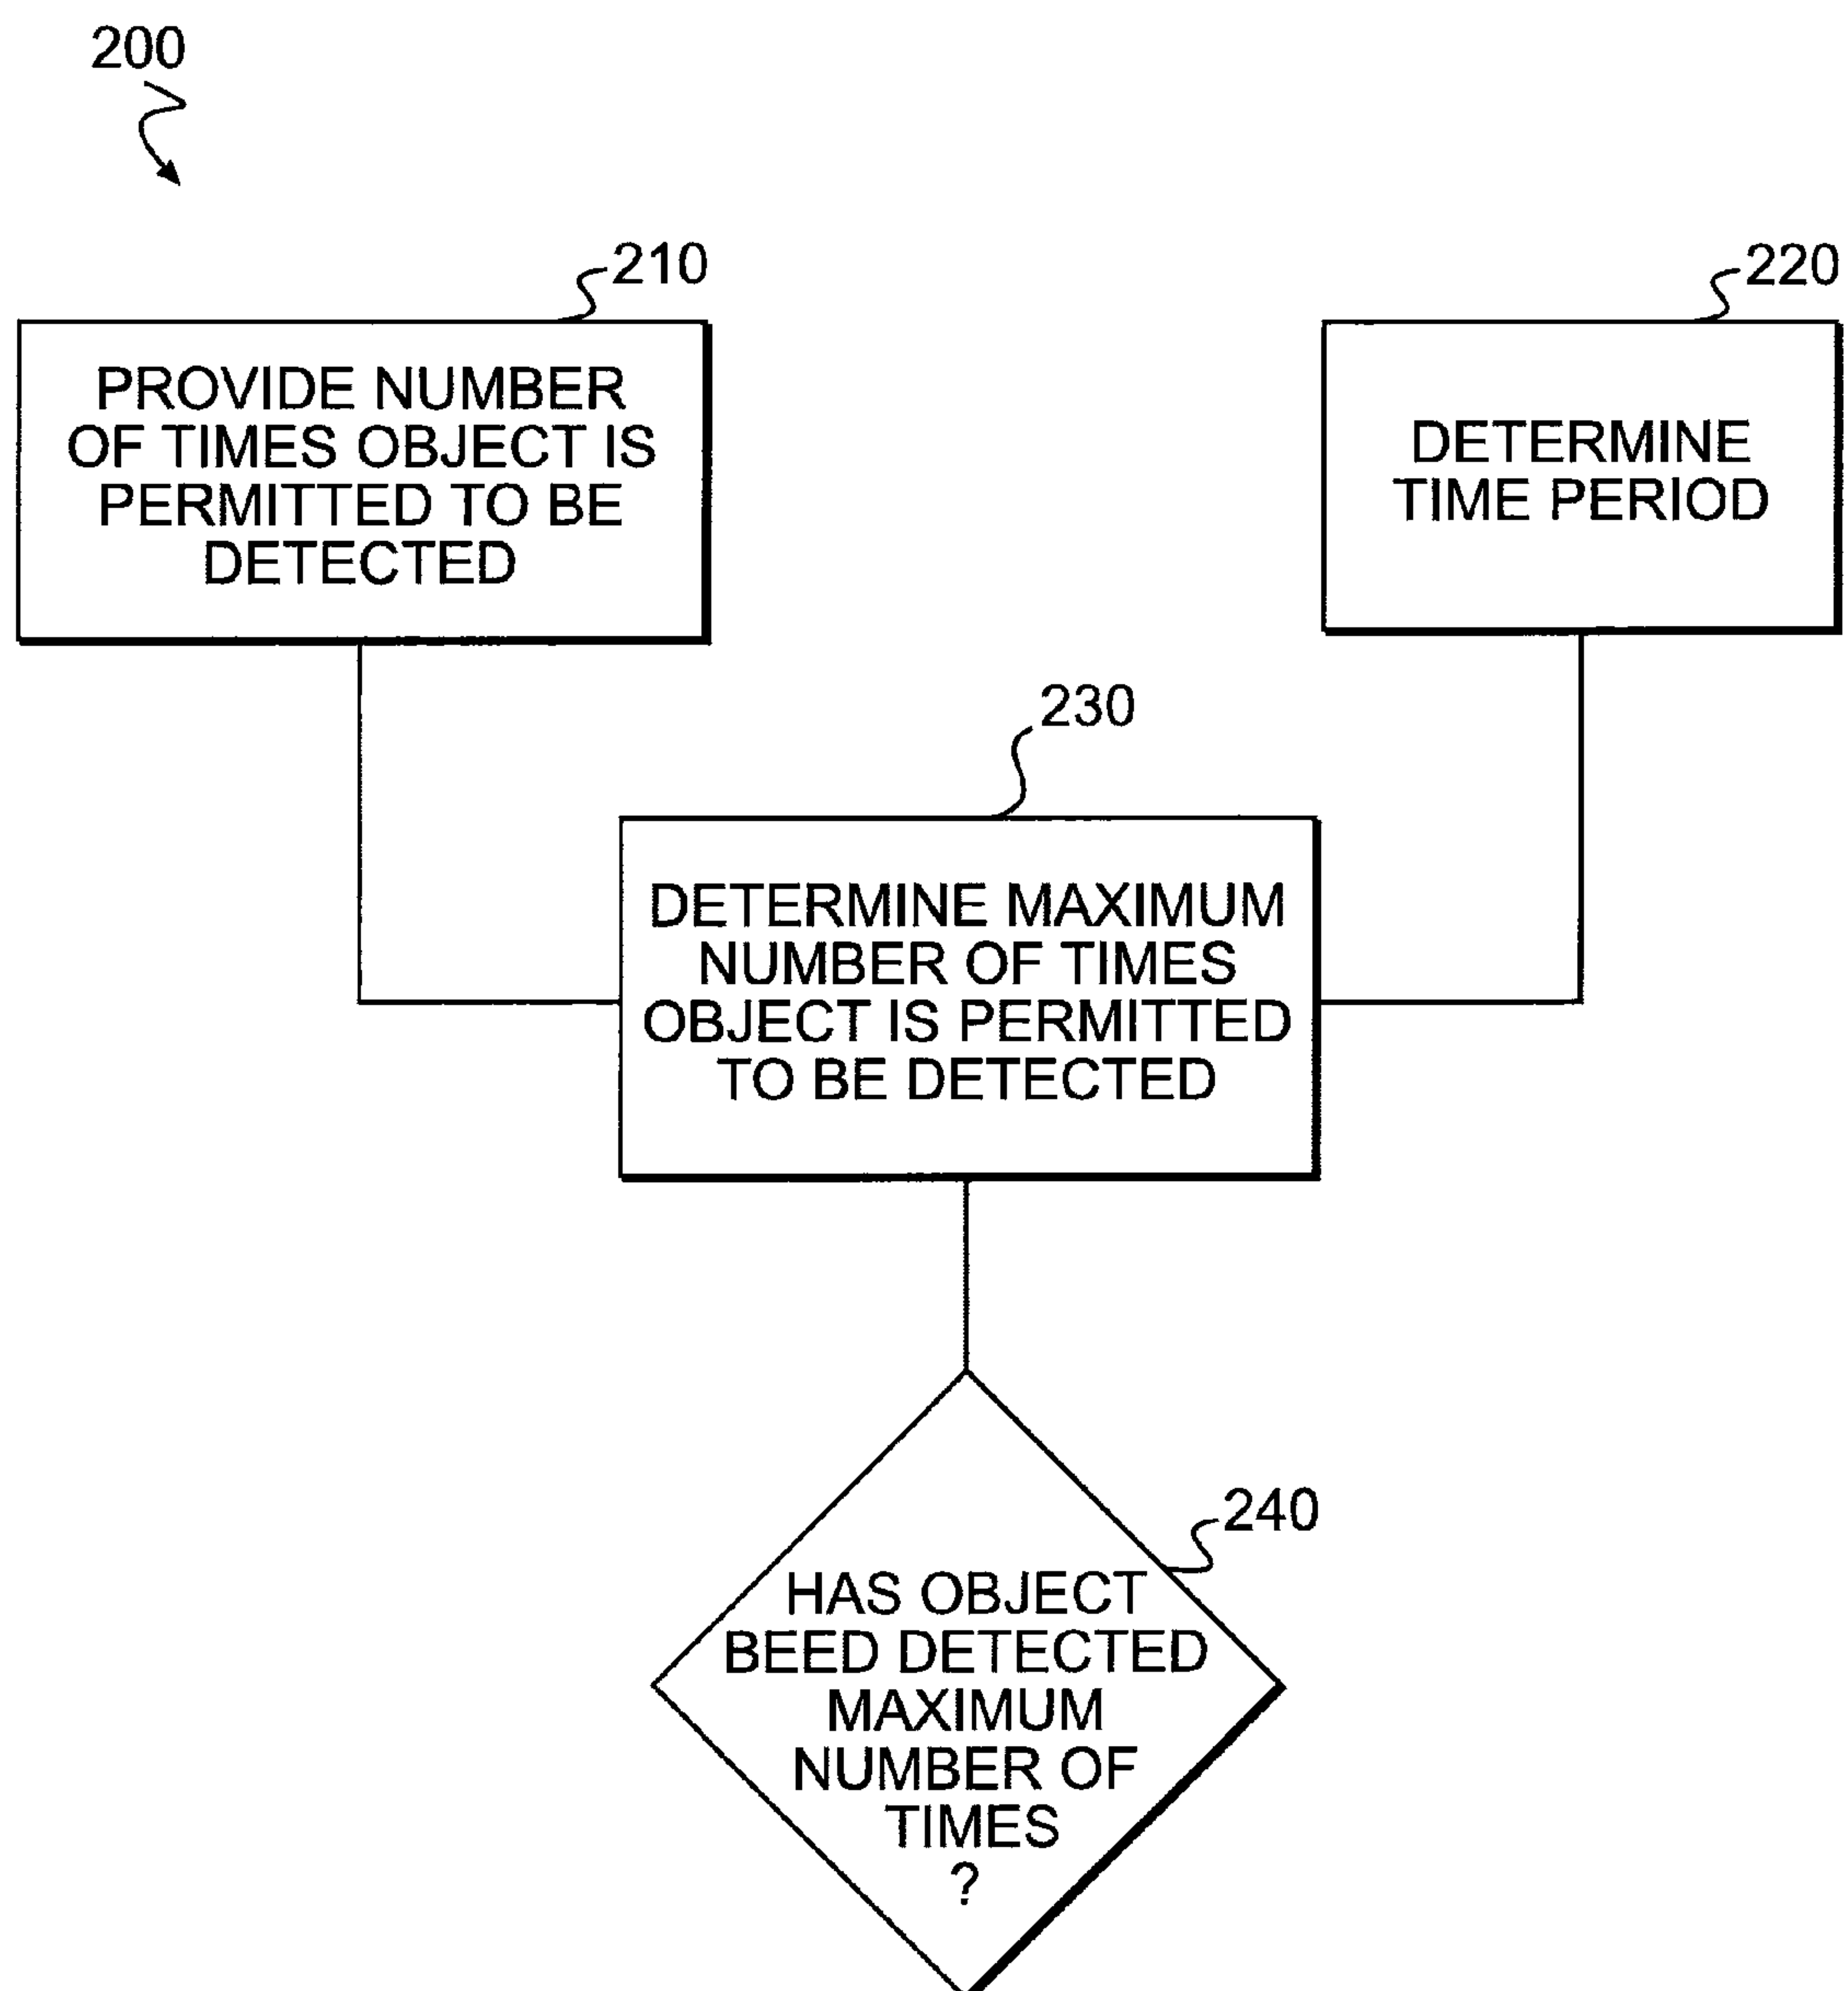 200
210
PROVIDE NUMBER
OF TIMES OBJECT IS
PERMITTED TO BE
DETECTED
220
DETERMINE
TIME PERIOD
230
DETERMINE MAXIMUM
NUMBER OF TIMES
OBJECT IS PERMITTED
TO BE DETECTED
240
HAS OBJECT
BEED DETECTED
MAXIMUM
NUMBER OF
TIMES
?